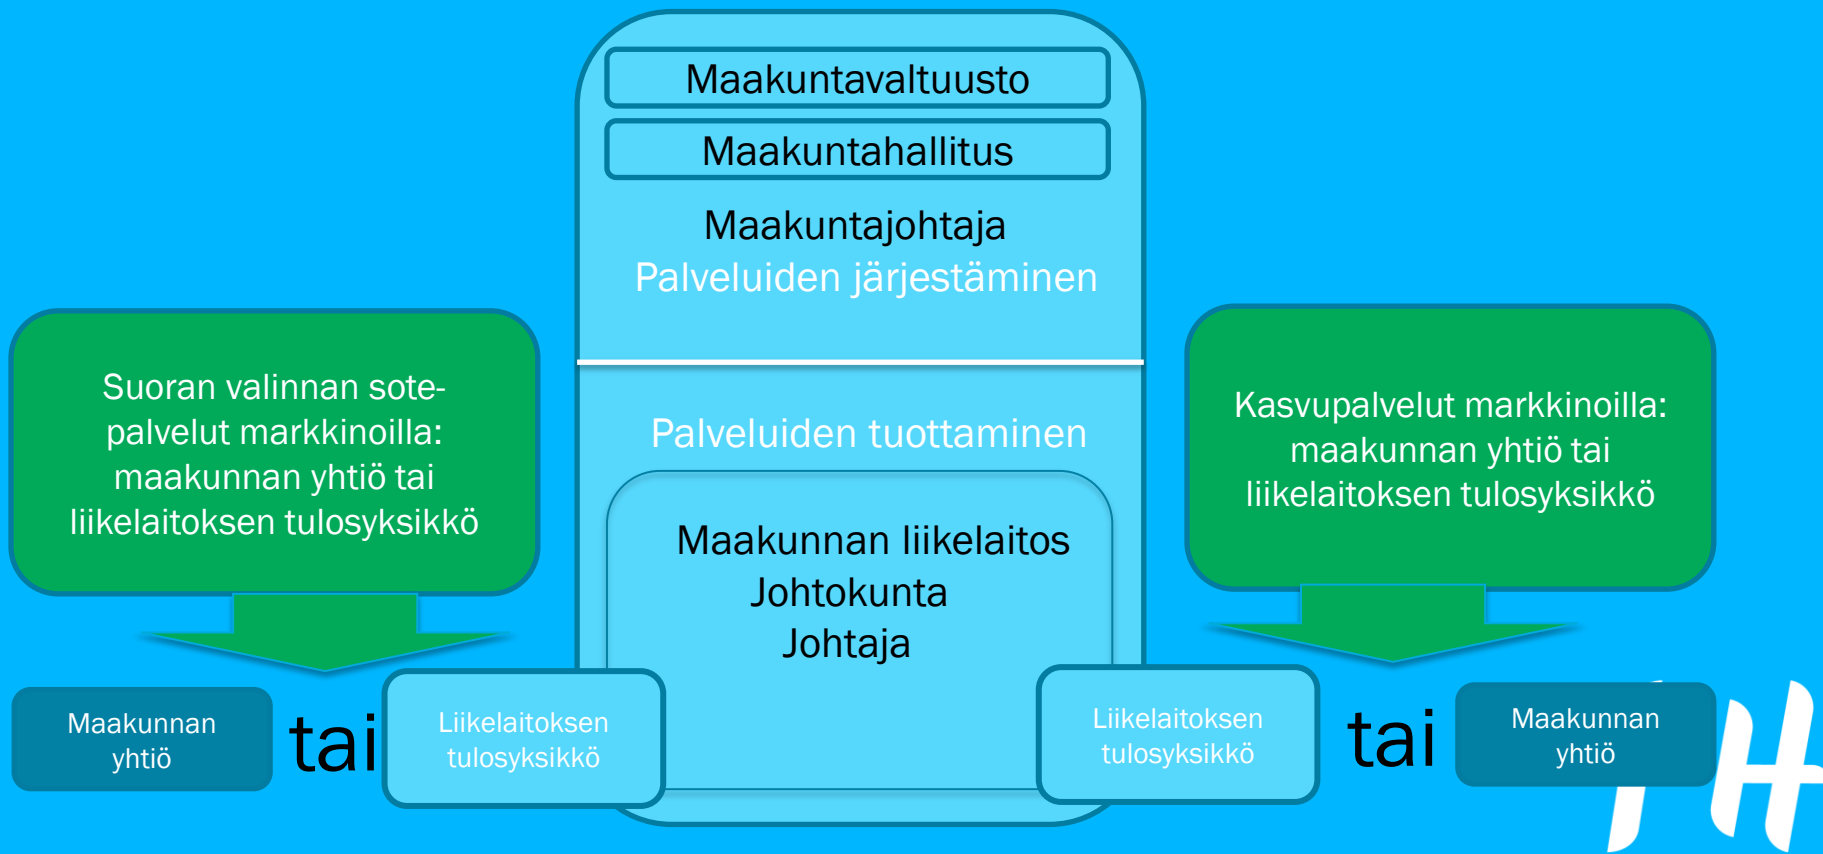 Maakuntavaltuusto
Maakuntahallitus
Maakuntajohtaja
Palveluiden järjestäminen
Suoran valinnan sote-
palvelut markkinoilla:
maakunnan yhtiö tai
liikelaitoksen tulosyksikkö
Palveluiden tuottaminen
Maakunnan liikelaitos
Johtokunta
Johtaja
Kasvupalvelut markkinoilla:
maakunnan yhtiö tai
liikelaitoksen tulosyksikkö
Maakunnan
yhtiö
tai
Liikelaitoksen
tulosyksikkö
Liikelaitoksen
tulosyksikkö
tai
Maakunnan
yhtiö